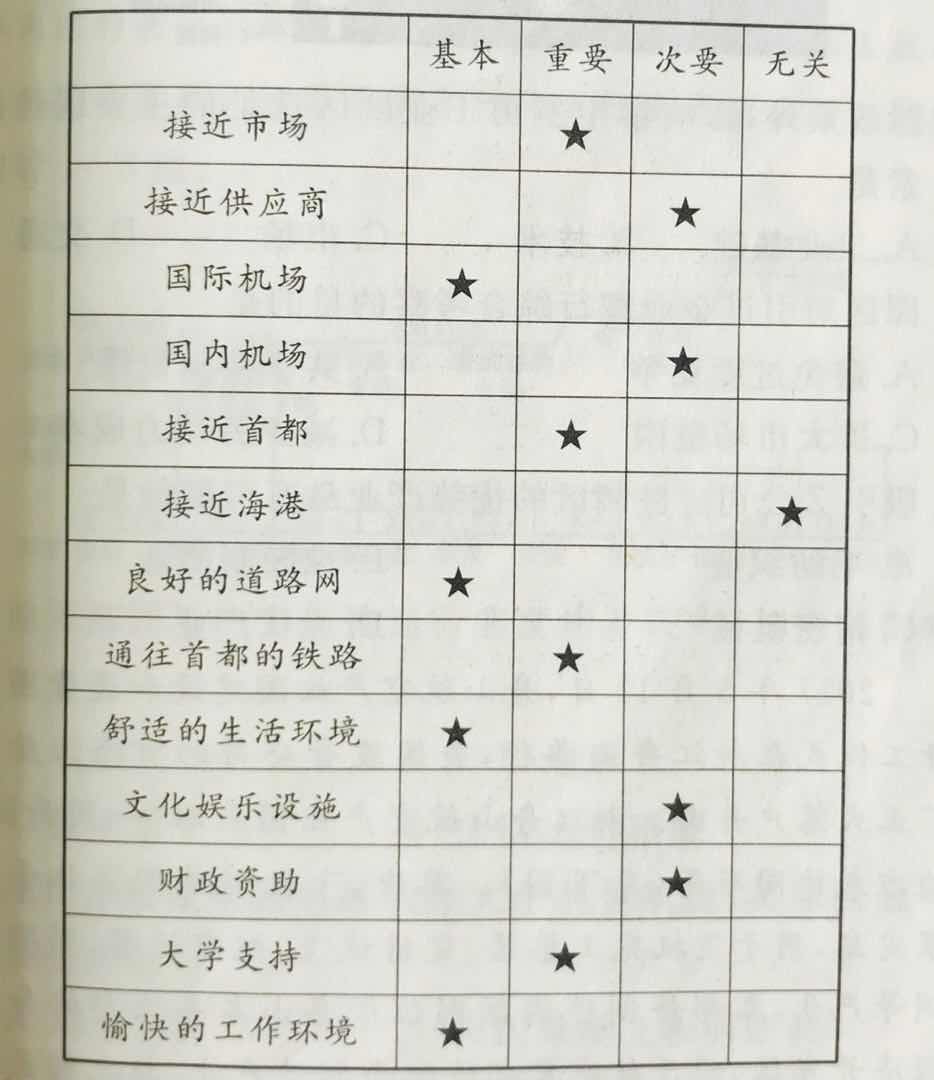 基本 重要 次要 无关
接近市场 ★
接近供应商 ★
国际机场 ★
国内机场 ★
接近首都 ★
接近海港 ★
良好的道路网 ★
通往首都的铁路 ★
舒适的生活环境 ★
文化娱乐设施 ★
财政资助 ★
大学支持 ★
愉快的工作环境 ★